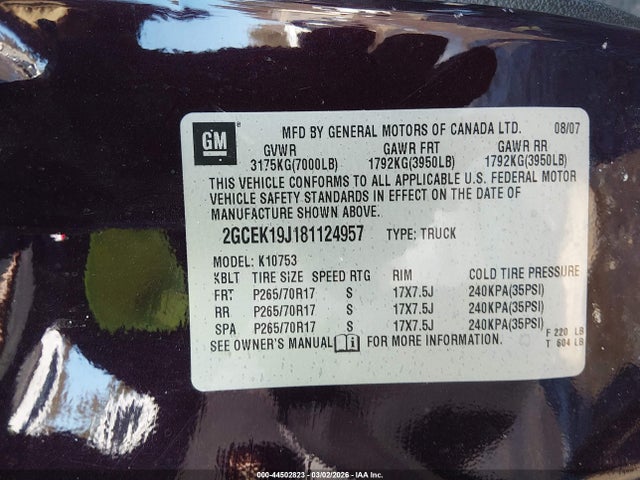 GM
MFD BY GENERAL MOTORS OF CANADA LTD. 08/07
GVWR GAWR FRT GAWR RR
3175KG(7000LB) 1792KG(3950LB) 1792KG(3950LB)
THIS VEHICLE CONFORMS TO ALL APPLICABLE U.S. FEDERAL MOTOR
VEHICLE SAFETY STANDARDS IN EFFECT ON THE DATE OF
MANUFACTURE SHOWN ABOVE.
2GCEK19J181124957 TYPE: TRUCK
MODEL: K10753
KBLT TIRE SIZE SPEED RTG RIM COLD TIRE PRESSURE
FRT P265/70R17 S 17X7.5J 240KPA(35PSI)
RR P265/70R17 S 17X7.5J 240KPA(35PSI)
SPA P265/70R17 S 17X7.5J 240KPA(35PSI)
SEE OWNER'S MANUAL FOR MORE INFORMATION.
F 220 LB
T 604 LB
000-44502823 - 03/02/2026 - IAA Inc.